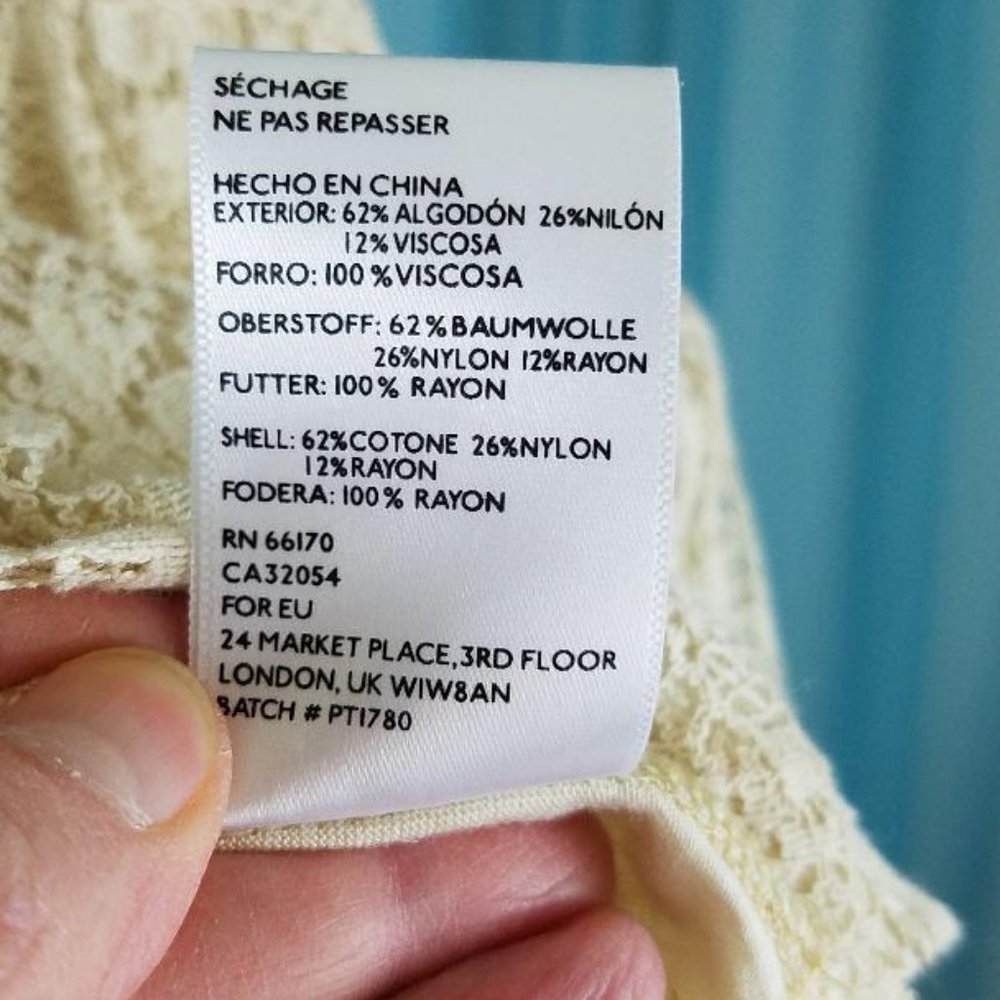 SÉCHAGE
NE PAS REPASSER
HECHO EN CHINA
EXTERIOR: 62% ALGODÓN 26%NILÓN
12% VISCOSA
FORRO: 100 %VISCOSA
OBERSTOFF: 62 %BAUMWOLLE
26%NYLON 12%RAYON
FUTTER: 100% RAYON
SHELL: 62%COTONE 26%NYLON
12%RAYON
FODERA: 100% RAYON
RN 66170
CA32054
FOR EU
24 MARKET PLACE,3RD FLOOR
LONDON, UK W1W8AN
BATCH # PT1780